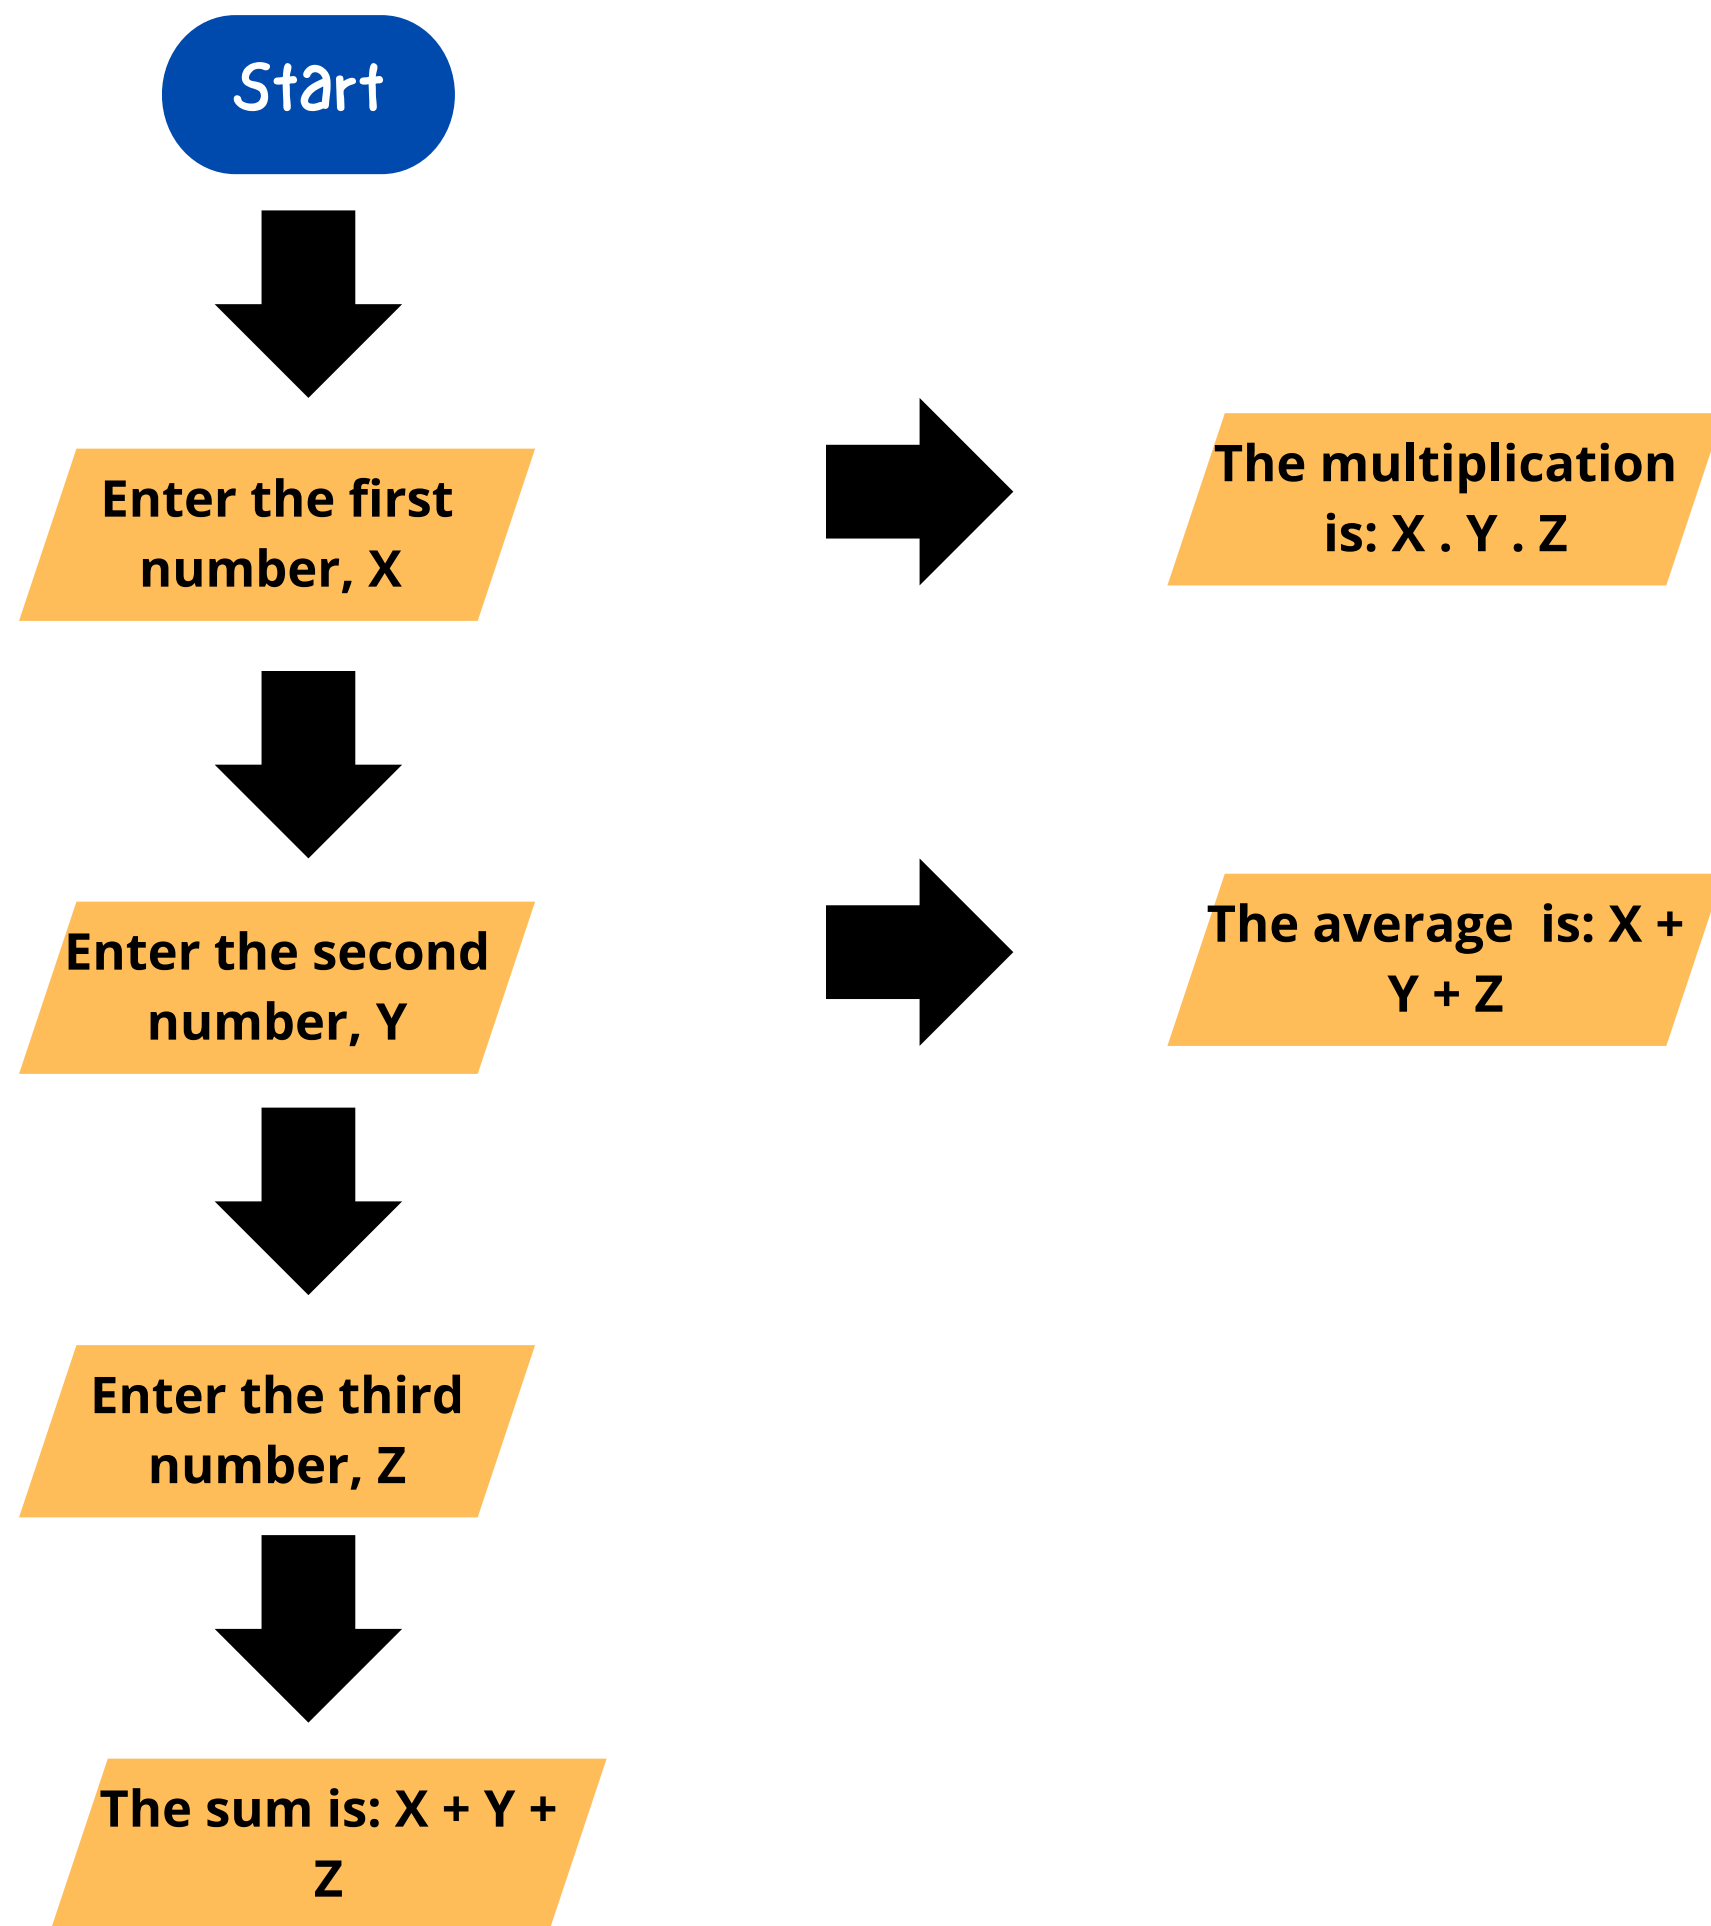 Start
Enter the first
number, X
Enter the second
number, Y
Enter the third
number, Z
The sum is: X + Y +
Z
The multiplication
is: X . Y . Z
The average  is: X +
Y + Z